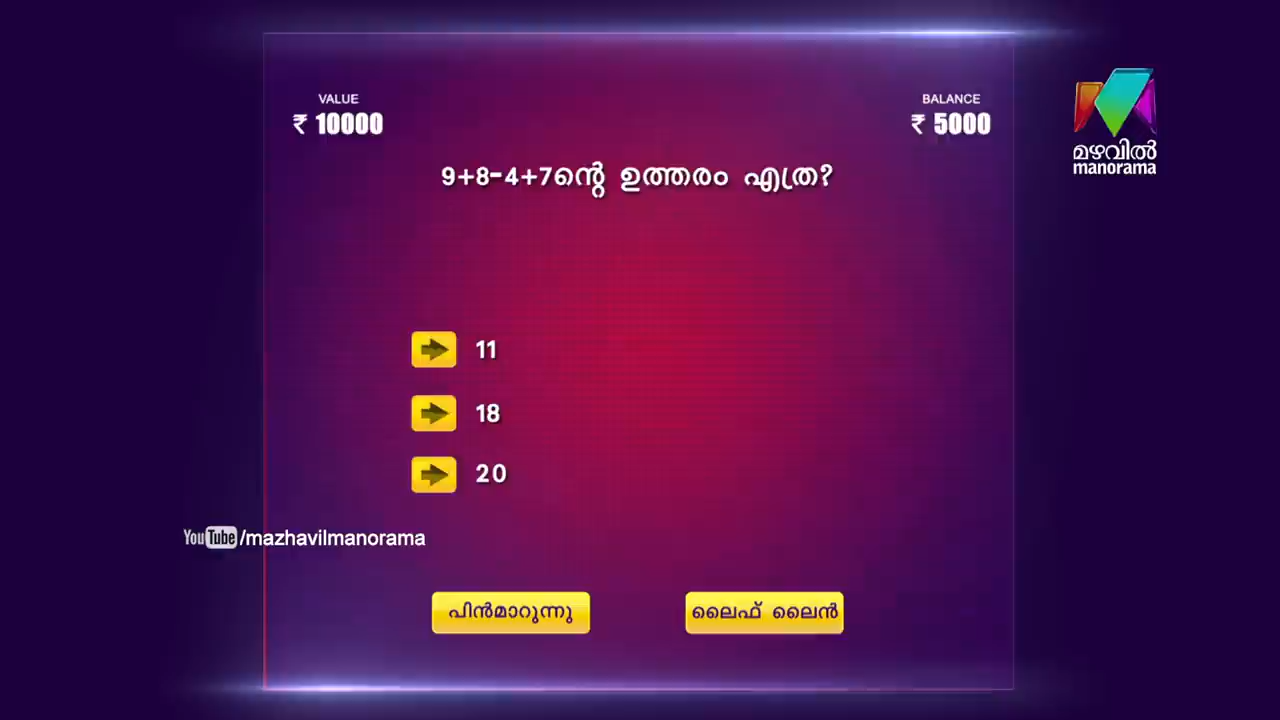 VALUE
₹ 10000
BALANCE
₹ 5000
മഴവിൽ
manorama
9+8-4+7ന്റെ ഉത്തരം എത്ര?
11
18
20
YouTube/mazhavilmanorama
പിൻമാറുന്നു
ലൈഫ് ലൈൻ